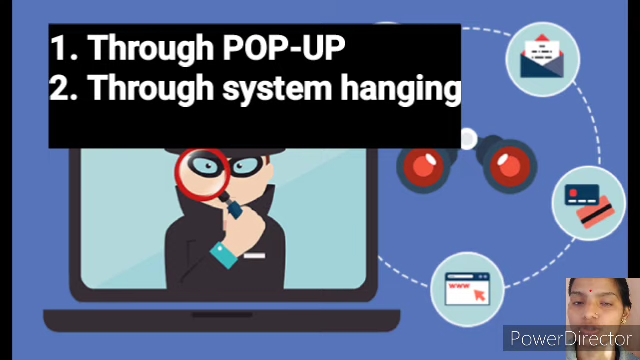 1. Through POP-UP
2. Through system hanging
www
PowerDirector